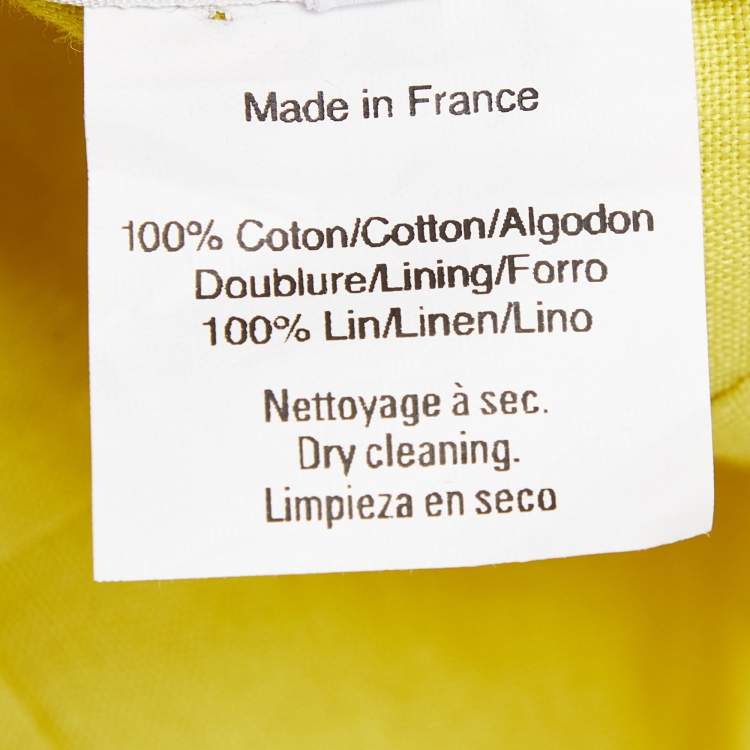 Made in France
100% Coton/Cotton/Algodon
Doublure/Lining/Forro
100% Lin/Linen/Lino
Nettoyage à sec.
Dry cleaning.
Limpieza en seco